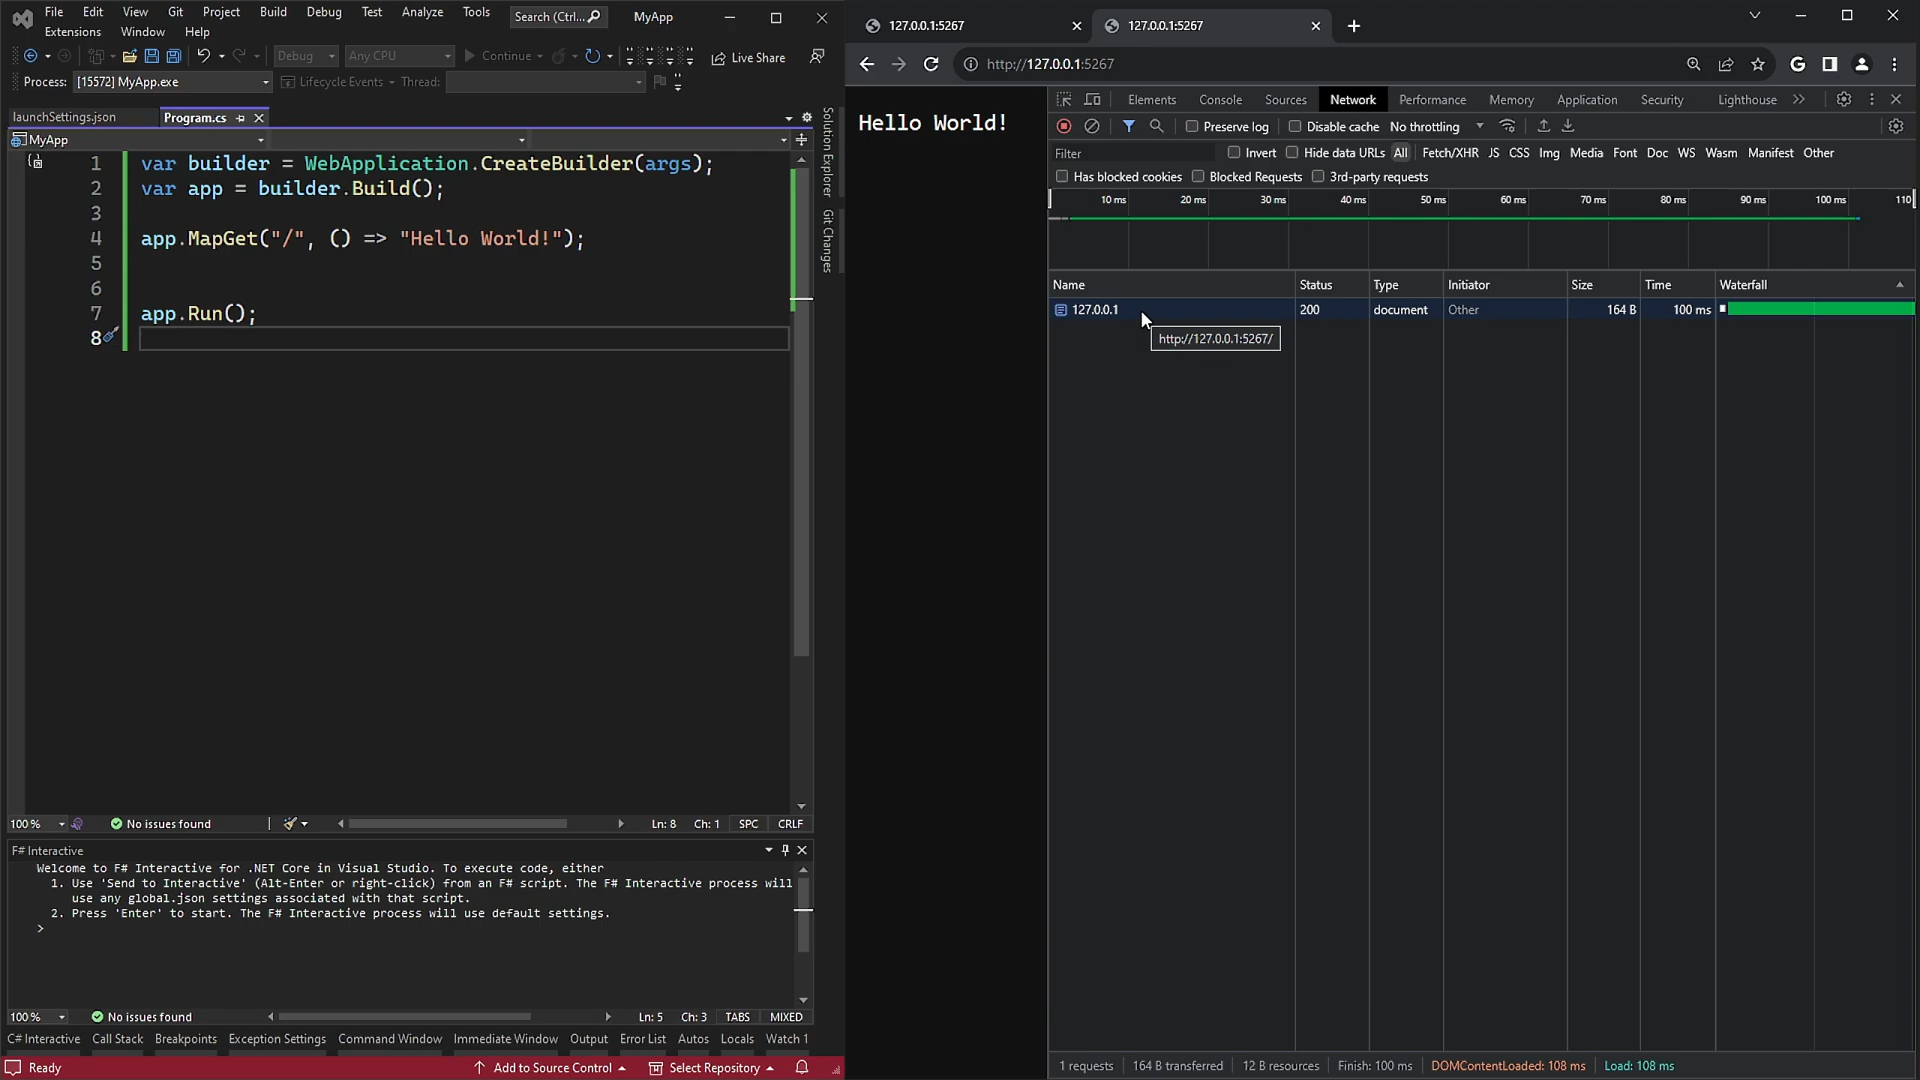 File Edit View Git Project Build Debug Test Analyze Tools Search (Ctrl... MyApp
Extensions Window Help
Debug Any CPU Continue Live Share
Process: [15572] MyApp.exe Lifecycle Events Thread:
launchSettings.json Program.cs
MyApp
1 var builder = WebApplication.CreateBuilder(args);
2 var app = builder.Build();
3
4 app.MapGet("/", () => "Hello World!");
5
6
7 app.Run();
8
Solution Explorer
Git Changes
100 % No issues found Ln: 8 Ch: 1 SPC CRLF
F# Interactive
Welcome to F# Interactive for .NET Core in Visual Studio. To execute code, either
1. Use 'Send to Interactive' (Alt-Enter or right-click) from an F# script. The F# Interactive process will
use any global.json settings associated with that script.
2. Press 'Enter' to start. The F# Interactive process will use default settings.
>
100 % No issues found Ln: 5 Ch: 3 TABS MIXED
C# Interactive Call Stack Breakpoints Exception Settings Command Window Immediate Window Output Error List Autos Locals Watch 1
Ready Add to Source Control Select Repository
127.0.0.1:5267 127.0.0.1:5267
http://127.0.0.1:5267
Hello World!
Elements Console Sources Network Performance Memory Application Security Lighthouse
Preserve log Disable cache No throttling
Filter Invert Hide data URLs All Fetch/XHR JS CSS Img Media Font Doc WS Wasm Manifest Other
Has blocked cookies Blocked Requests 3rd-party requests
10 ms 20 ms 30 ms 40 ms 50 ms 60 ms 70 ms 80 ms 90 ms 100 ms 110
Name Status Type Initiator Size Time Waterfall
127.0.0.1 200 document Other 164 B 100 ms
http://127.0.0.1:5267/
1 requests 164 B transferred 12 B resources Finish: 100 ms DOMContentLoaded: 108 ms Load: 108 ms